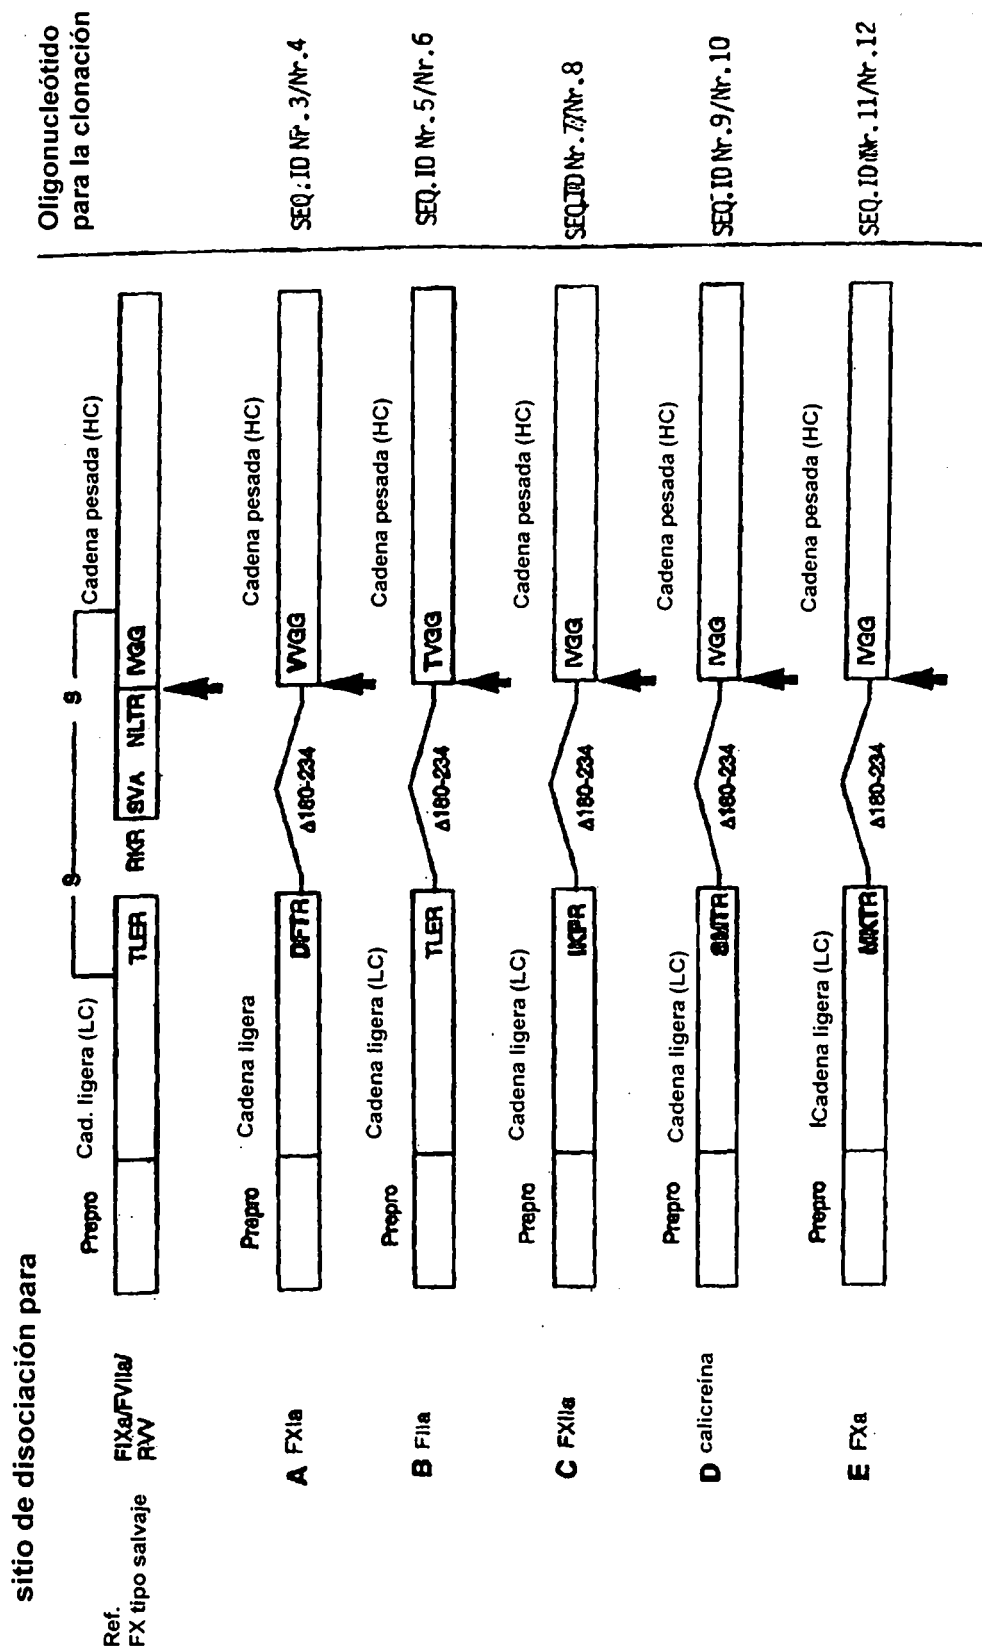 sitio de disociación para
Oligonucleótido
para la clonación
Ref.
FX tipo salvaje
FIXa/FVIIa/
RVV
Prepro
Cad. ligera (LC)
S
S
Cadena pesada (HC)
TLER
RKR
SVA
NLTR
IVGG
A FXIa
Prepro
Cadena ligera
Cadena pesada (HC)
DFTR
Δ180-234
VVGG
SEQ.ID Nr.3/Nr.4
B FIIa
Prepro
Cadena ligera (LC)
Cadena pesada (HC)
TLER
Δ180-234
TVGG
SEQ.ID Nr.5/Nr.6
C FXIIa
Prepro
Cadena ligera (LC)
Cadena pesada (HC)
IKPR
Δ180-234
IVGG
SEQ.ID Nr.7/Nr.8
D calicreína
Prepro
Cadena ligera (LC)
Cadena pesada (HC)
SMTR
Δ180-234
IVGG
SEQ.ID Nr.9/Nr.10
E FXa
Prepro
Cadena ligera (LC)
Cadena pesada (HC)
MKTR
Δ180-234
IVGG
SEQ.ID Nr.11/Nr.12